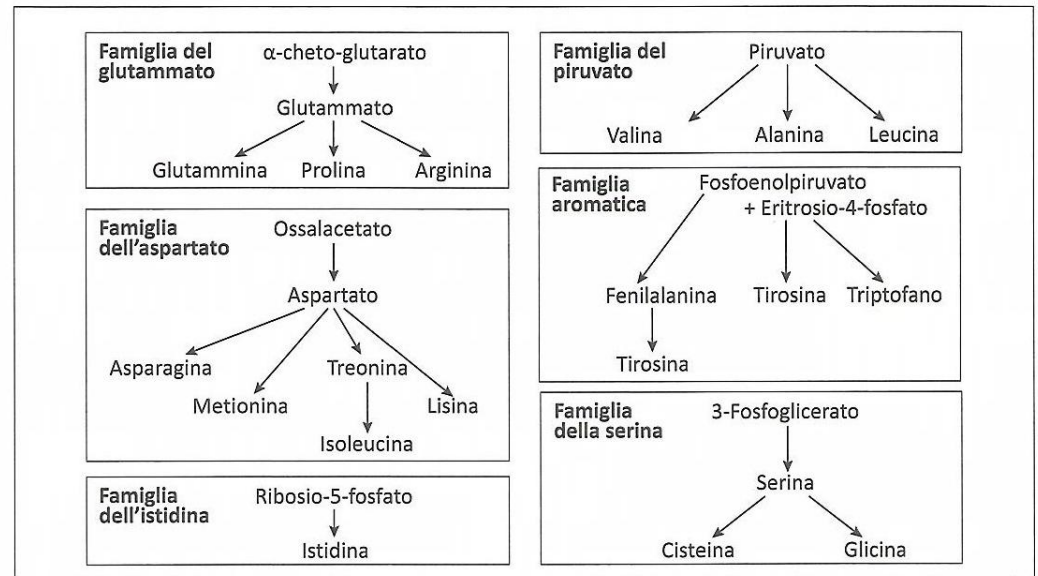 Famiglia del
glutammato
α-cheto-glutarato
Glutammato
Glutammina Prolina Arginina
Famiglia
dell'aspartato
Ossalacetato
Aspartato
Asparagina Treonina
Metionina Lisina
Isoleucina
Famiglia
dell'istidina
Ribosio-5-fosfato
Istidina
Famiglia del
piruvato
Piruvato
Valina Alanina Leucina
Famiglia
aromatica
Fosfoenolpiruvato
+ Eritrosio-4-fosfato
Fenilalanina Tirosina Triptofano
Tirosina
Famiglia
della serina
3-Fosfoglicerato
Serina
Cisteina Glicina